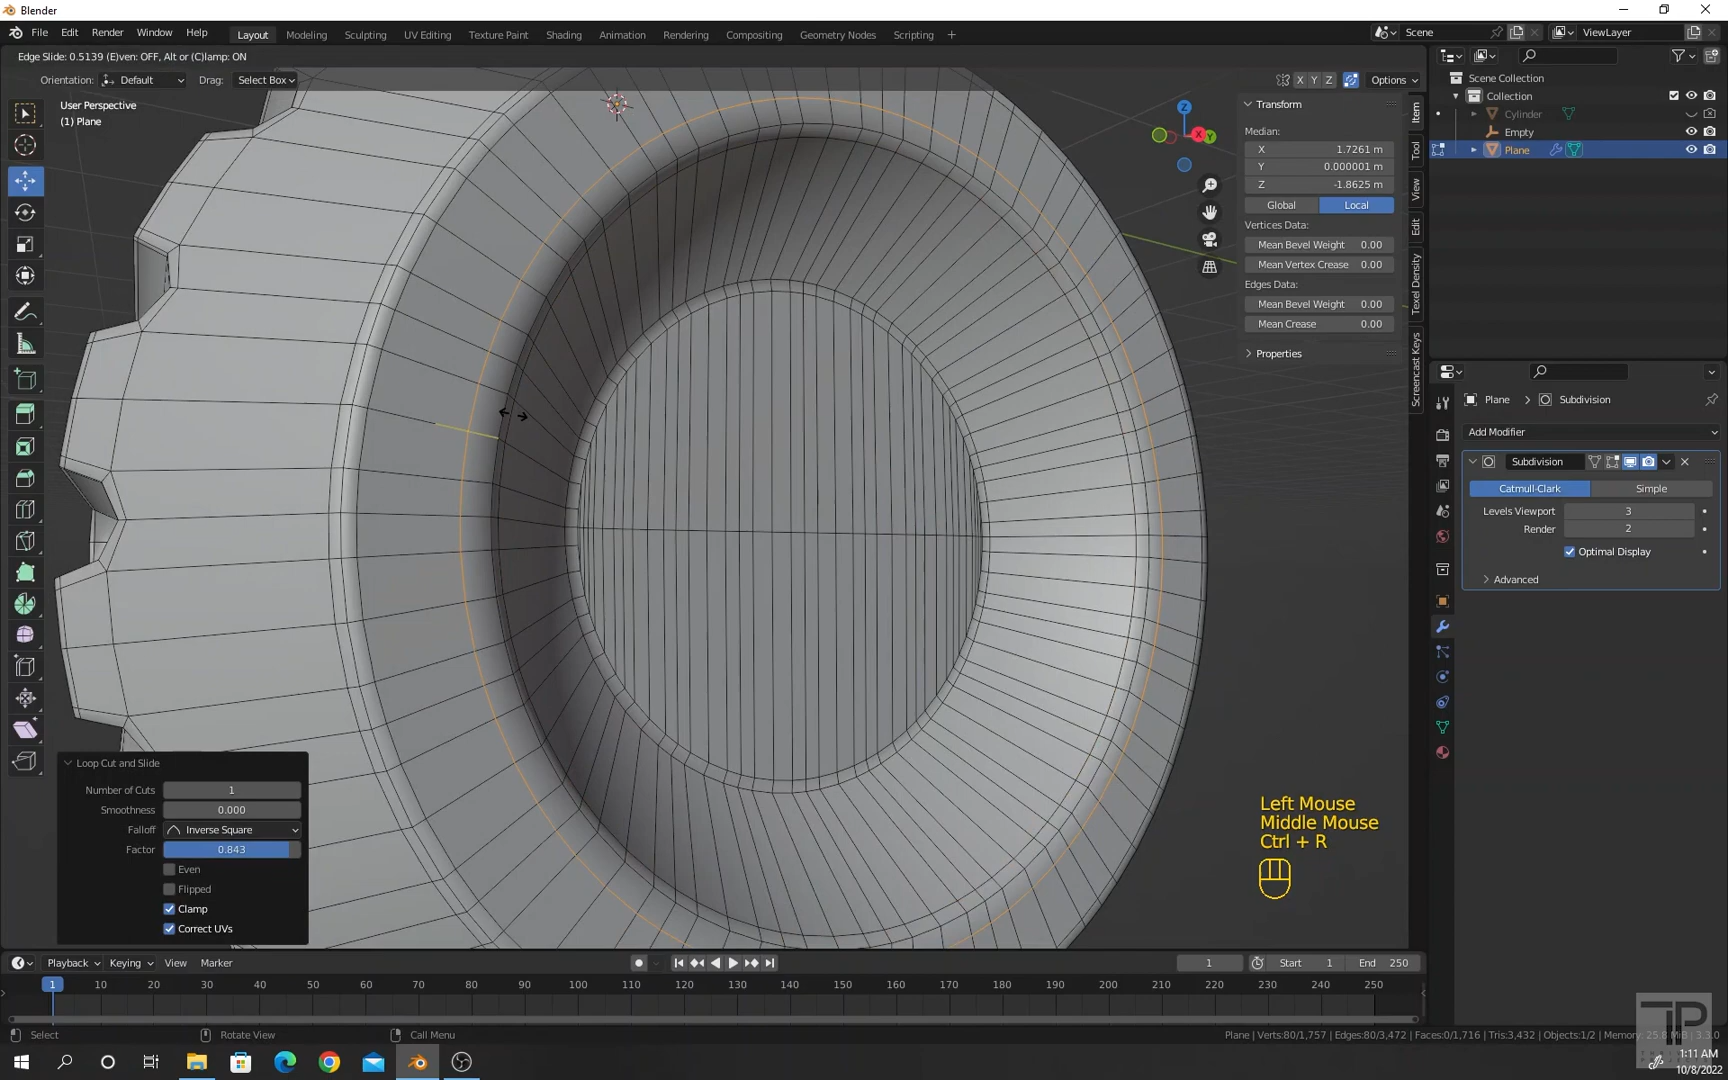 Blender
File Edit Render Window Help Layout Modeling Sculpting UV Editing Texture Paint Shading Animation Rendering Compositing Geometry Nodes Scripting + Scene ViewLayer
Edge Slide: 0.5139 (E)ven: OFF, Alt or (C)lamp: ON
Orientation: Default Drag: Select Box X Y Z Options
User Perspective
(1) Plane
Z
X
Y
Transform
Median:
X 1.7261 m
Y 0.000001 m
Z -1.8625 m
Global Local
Vertices Data:
Mean Bevel Weight 0.00
Mean Vertex Crease 0.00
Edges Data:
Mean Bevel Weight 0.00
Mean Crease 0.00
Properties
Item
Tool
View
Edit
Texel Density
Screencast Keys
Scene Collection
Collection
Cylinder
Empty
Plane
Plane > Subdivision
Add Modifier
Subdivision
Catmull-Clark Simple
Levels Viewport 3
Render 2
Optimal Display
Advanced
Loop Cut and Slide
Number of Cuts 1
Smoothness 0.000
Falloff Inverse Square
Factor 0.843
Even
Flipped
Clamp
Correct UVs
Left Mouse
Middle Mouse
Ctrl + R
Playback Keying View Marker 1 Start 1 End 250
1 10 20 30 40 50 60 70 80 90 100 110 120 130 140 150 160 170 180 190 200 210 220 230 240 250
Select Rotate View Call Menu Plane | Verts:80/1,757 | Edges:80/3,472 | Faces:0/1,716 | Tris:3,432 | Objects:1/2 | Memory: 3.3.0
TP
1:11 AM
10/8/2022